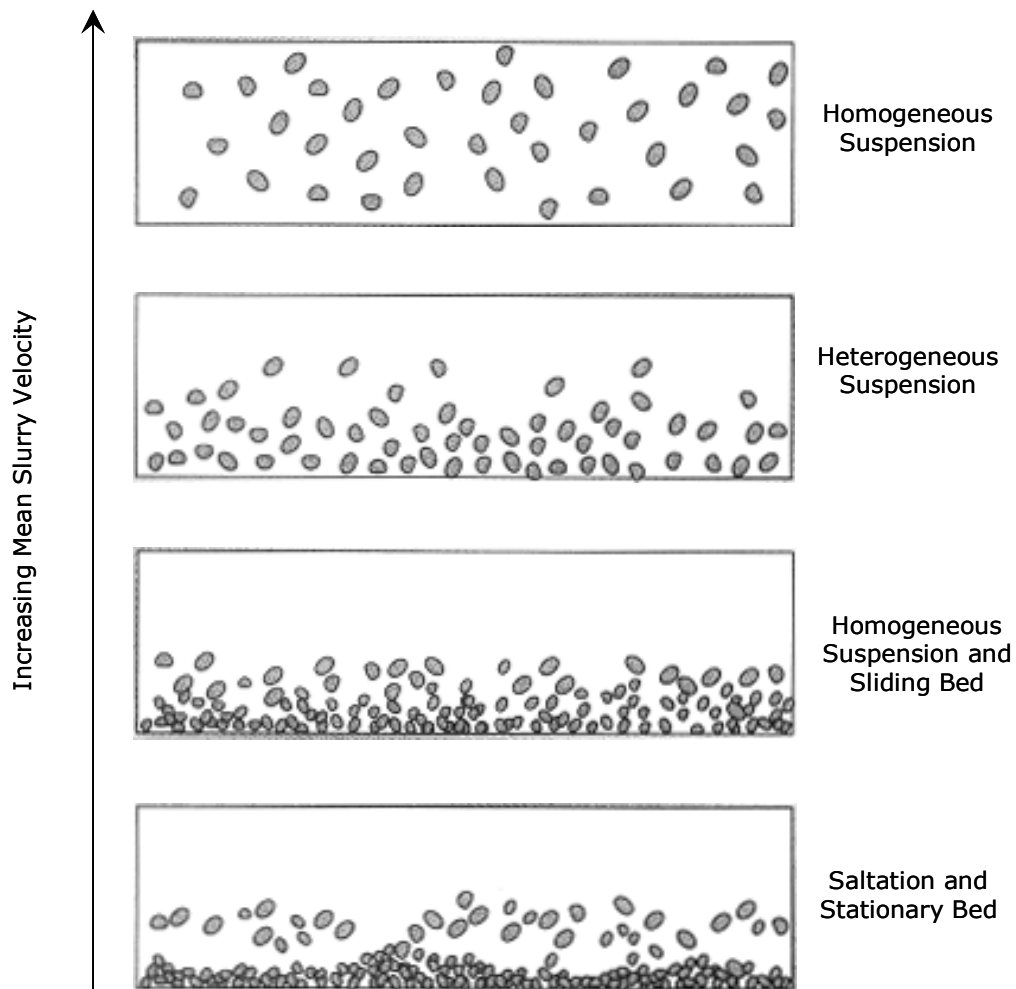 Increasing Mean Slurry Velocity
Homogeneous
Suspension
Heterogeneous
Suspension
Homogeneous
Suspension and
Sliding Bed
Saltation and
Stationary Bed